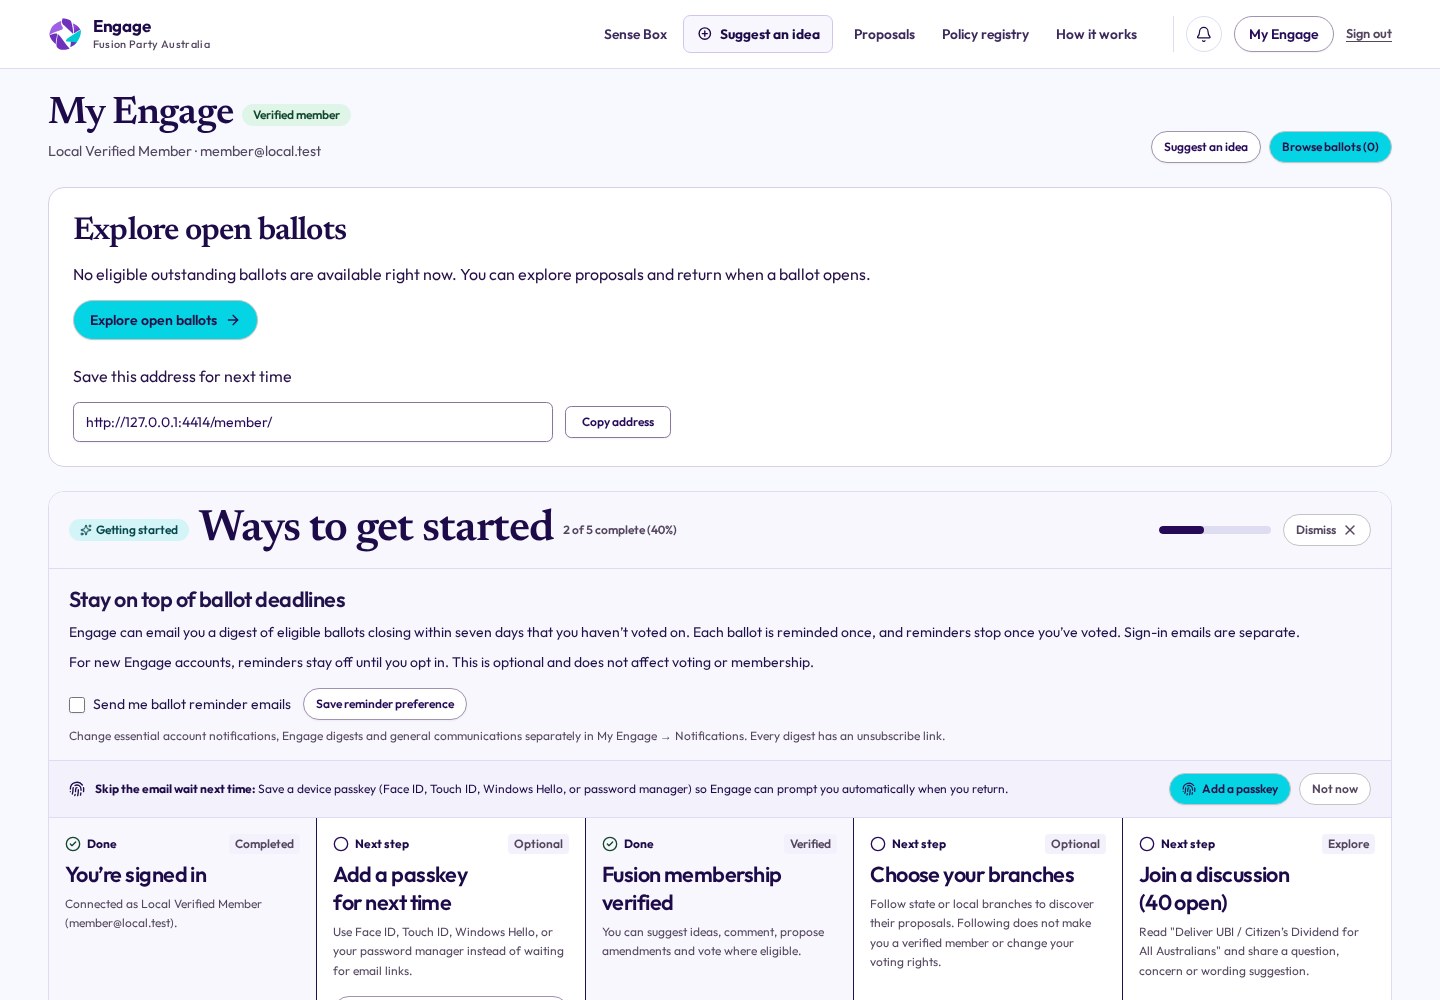 Engage
Fusion Party Australia
Sense Box
Suggest an idea
Proposals
Policy registry
How it works
My Engage
Sign out
My Engage
Verified member
Local Verified Member · member@local.test
Suggest an idea
Browse ballots (0)
Explore open ballots
No eligible outstanding ballots are available right now. You can explore proposals and return when a ballot opens.
Explore open ballots →
Save this address for next time
http://127.0.0.1:4414/member/
Copy address
Getting started
Ways to get started
2 of 5 complete (40%)
Dismiss
Stay on top of ballot deadlines
Engage can email you a digest of eligible ballots closing within seven days that you haven't voted on. Each ballot is reminded once, and reminders stop once you've voted. Sign-in emails are separate.
For new Engage accounts, reminders stay off until you opt in. This is optional and does not affect voting or membership.
Send me ballot reminder emails
Save reminder preference
Change essential account notifications, Engage digests and general communications separately in My Engage → Notifications. Every digest has an unsubscribe link.
Skip the email wait next time: Save a device passkey (Face ID, Touch ID, Windows Hello, or password manager) so Engage can prompt you automatically when you return.
Add a passkey
Not now
Done
Completed
You're signed in
Connected as Local Verified Member
(member@local.test).
Next step
Optional
Add a passkey
for next time
Use Face ID, Touch ID, Windows Hello, or
your password manager instead of waiting
for email links.
Done
Verified
Fusion membership
verified
You can suggest ideas, comment, propose
amendments and vote where eligible.
Next step
Optional
Choose your branches
Follow state or local branches to discover
their proposals. Following does not make
you a verified member or change your
voting rights.
Next step
Explore
Join a discussion
(40 open)
Read "Deliver UBI / Citizen's Dividend for
All Australians" and share a question,
concern or wording suggestion.